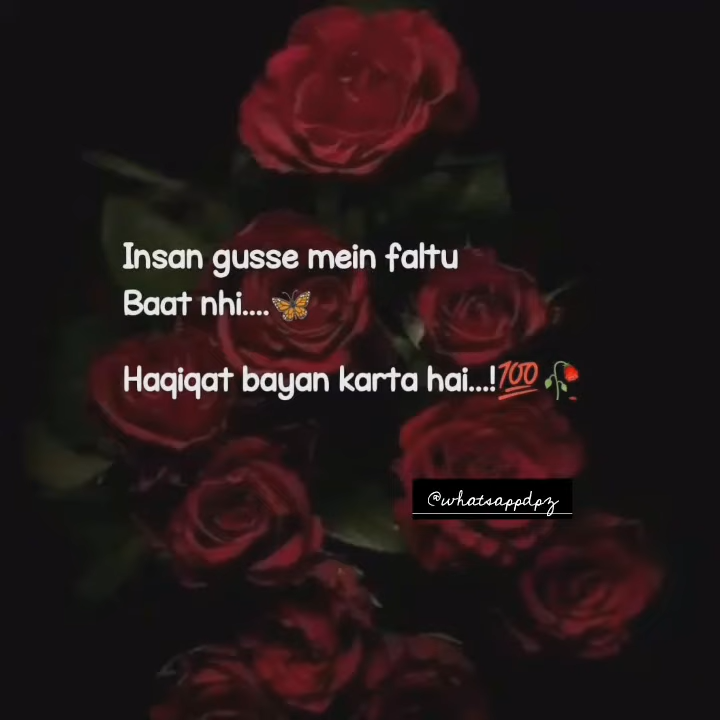 Insan gusse mein faltu
Baat nhi....🦋
Haqiqat bayan karta hai...!💯🥀
@whatsappdpz